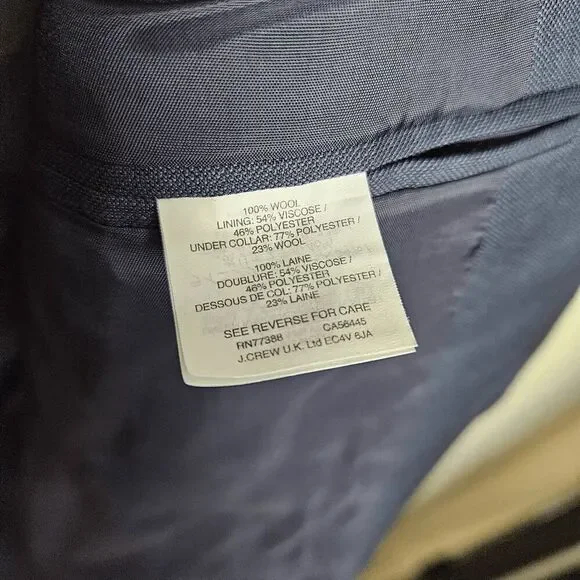 100% WOOL
LINING: 54% VISCOSE /
46% POLYESTER
UNDER COLLAR: 77% POLYESTER /
23% WOOL
100% LAINE
DOUBLURE: 54% VISCOSE /
46% POLYESTER
DESSOUS DE COL: 77% POLYESTER /
23% LAINE
SEE REVERSE FOR CARE
RN77388 CA56445
J.CREW U.K. Ltd EC4V 6JA